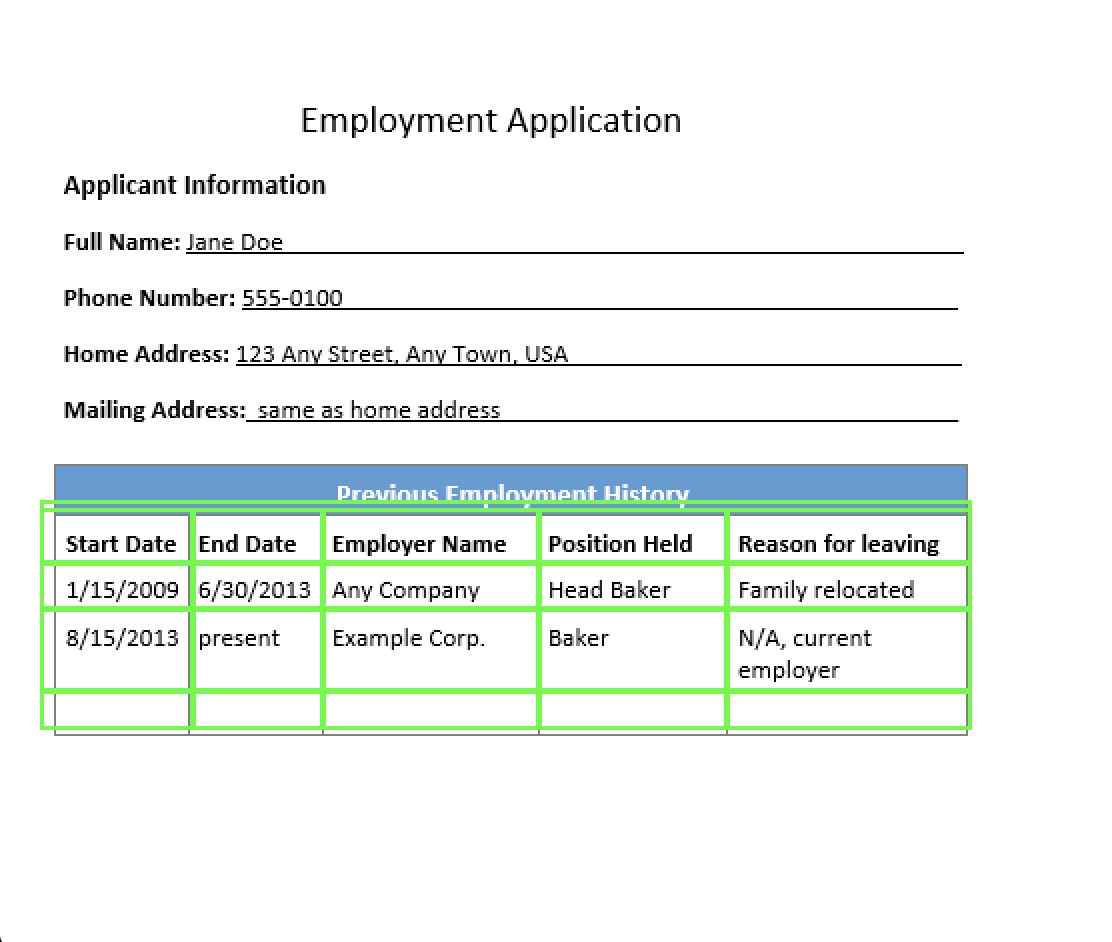 Employment Application
Applicant Information
Full Name: Jane Doe
Phone Number: 555-0100
Home Address: 123 Any Street, Any Town, USA
Mailing Address: same as home address
Previous Employment History
Start Date End Date Employer Name Position Held Reason for leaving
1/15/2009 6/30/2013 Any Company Head Baker Family relocated
8/15/2013 present Example Corp. Baker N/A, current
employer